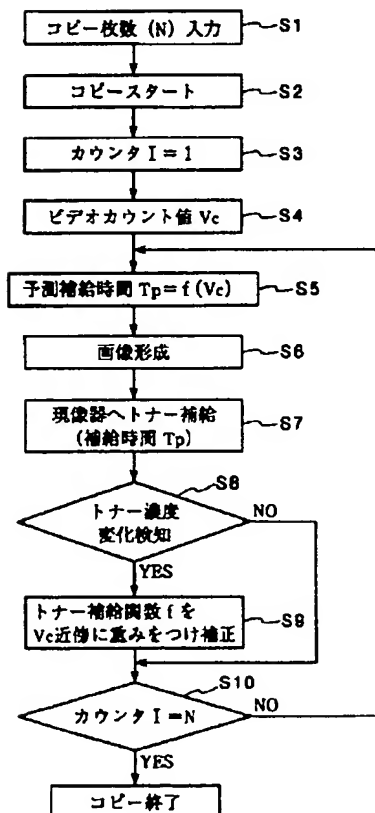 コピー枚数 (N) 入力
S1
コピースタート
S2
カウンタ I = 1
S3
ビデオカウント値 Vc
S4
予測補給時間 Tp = f (Vc)
S5
画像形成
S6
現像器へトナー補給
(補給時間 Tp)
S7
トナー濃度
変化検知
S8
NO
YES
トナー補給関数 f を
Vc近傍に重みをつけ補正
S9
カウンタ I = N
S10
NO
YES
コピー終了